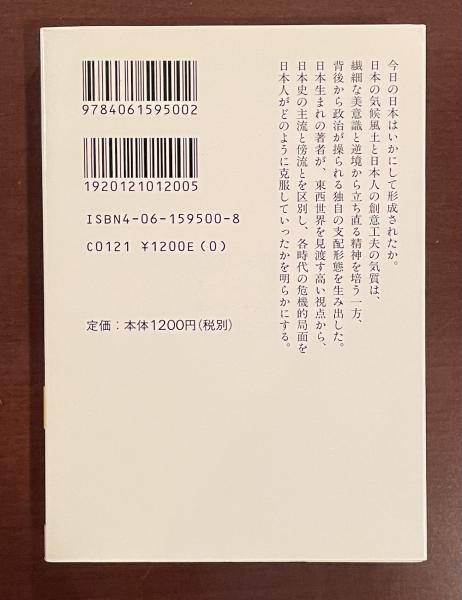 今日の日本はいかにして形成されたか。
日本の気候風土と日本人の創意工夫の気質は、
繊細な美意識と逆境から立ち直る精神を培う一方、
背後から政治が操られる独自の支配形態を生み出した。
日本生まれの著者が、東西世界を見渡す高い視点から、
日本史の主流と傍流とを区別し、各時代の危機的局面を
日本人がどのように克服していったかを明らかにする。
9784061595002
1920121012005
ISBN4-06-159500-8
C0121 ¥1200E (0)
定価:本体1200円(税別)